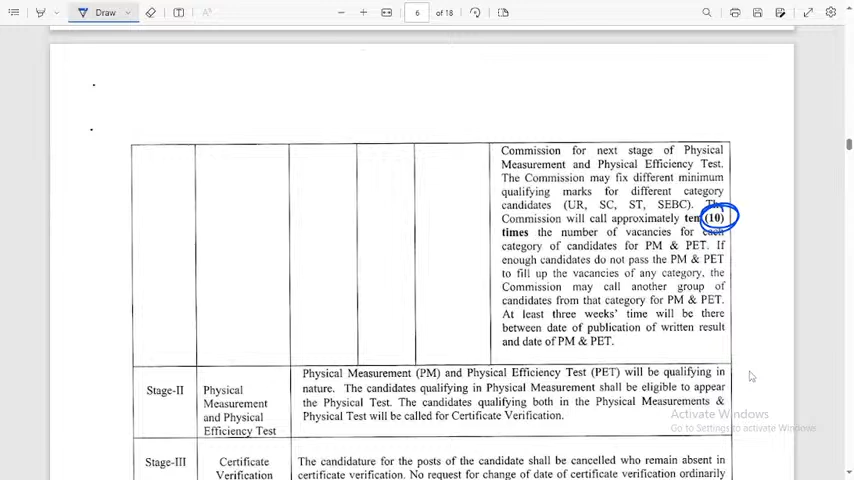 Draw
6 of 18
Commission for next stage of Physical
Measurement and Physical Efficiency Test.
The Commission may fix different minimum
qualifying marks for different category
candidates (UR, SC, ST, SEBC). The
Commission will call approximately ten (10)
times the number of vacancies for each
category of candidates for PM & PET. If
enough candidates do not pass the PM & PET
to fill up the vacancies of any category, the
Commission may call another group of
candidates from that category for PM & PET.
At least three weeks' time will be there
between date of publication of written result
and date of PM & PET.
Stage-II
Physical
Measurement
and Physical
Efficiency Test
Physical Measurement (PM) and Physical Efficiency Test (PET) will be qualifying in
nature. The candidates qualifying in Physical Measurement shall be eligible to appear
the Physical Test. The candidates qualifying both in the Physical Measurements &
Physical Test will be called for Certificate Verification.
Activate Windows
Go to Settings to activate Windows.
Stage-III
Certificate
Verification
The candidature for the posts of the candidate shall be cancelled who remain absent in
certificate verification. No request for change of date of certificate verification ordinarily